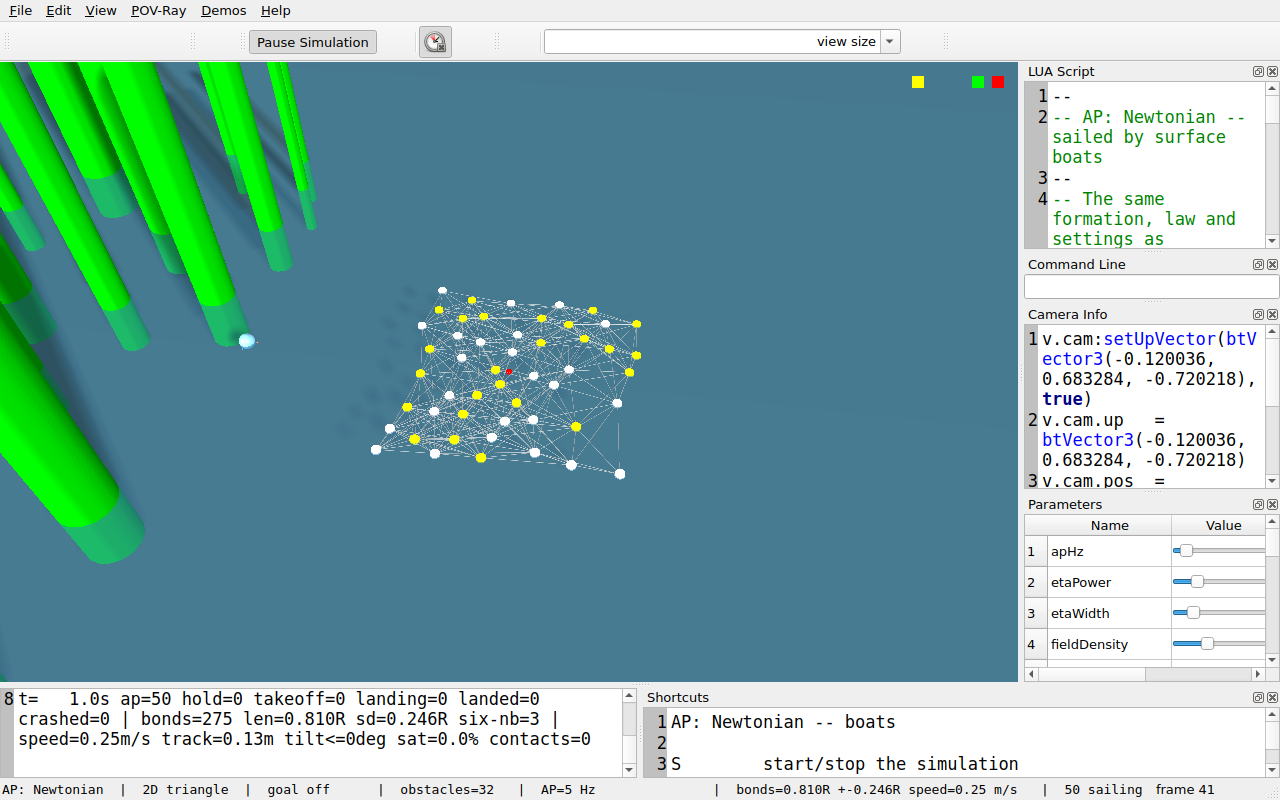 File Edit View POV-Ray Demos Help
Pause Simulation
view size
LUA Script
1 --
2 -- AP: Newtonian --
sailed by surface
boats
3 --
4 -- The same
formation, law and
settings as
Command Line
Camera Info
1 v.cam:setUpVector(btV
ector3(-0.120036,
0.683284, -0.720218),
true)
2 v.cam.up   =
btVector3(-0.120036,
0.683284, -0.720218)
3 v.cam.pos  =
Parameters
Name Value
1 apHz
2 etaPower
3 etaWidth
4 fieldDensity
8 t=   1.0s ap=50 hold=0 takeoff=0 landing=0 landed=0
crashed=0 | bonds=275 len=0.810R sd=0.246R six-nb=3 |
speed=0.25m/s track=0.13m tilt<=0deg sat=0.0% contacts=0
Shortcuts
1 AP: Newtonian -- boats
2
3 S        start/stop the simulation
AP: Newtonian  |  2D triangle  |  goal off     |  obstacles=32   |  AP=5 Hz     |  bonds=0.810R +-0.246R speed=0.25 m/s   |  50 sailing  frame 41